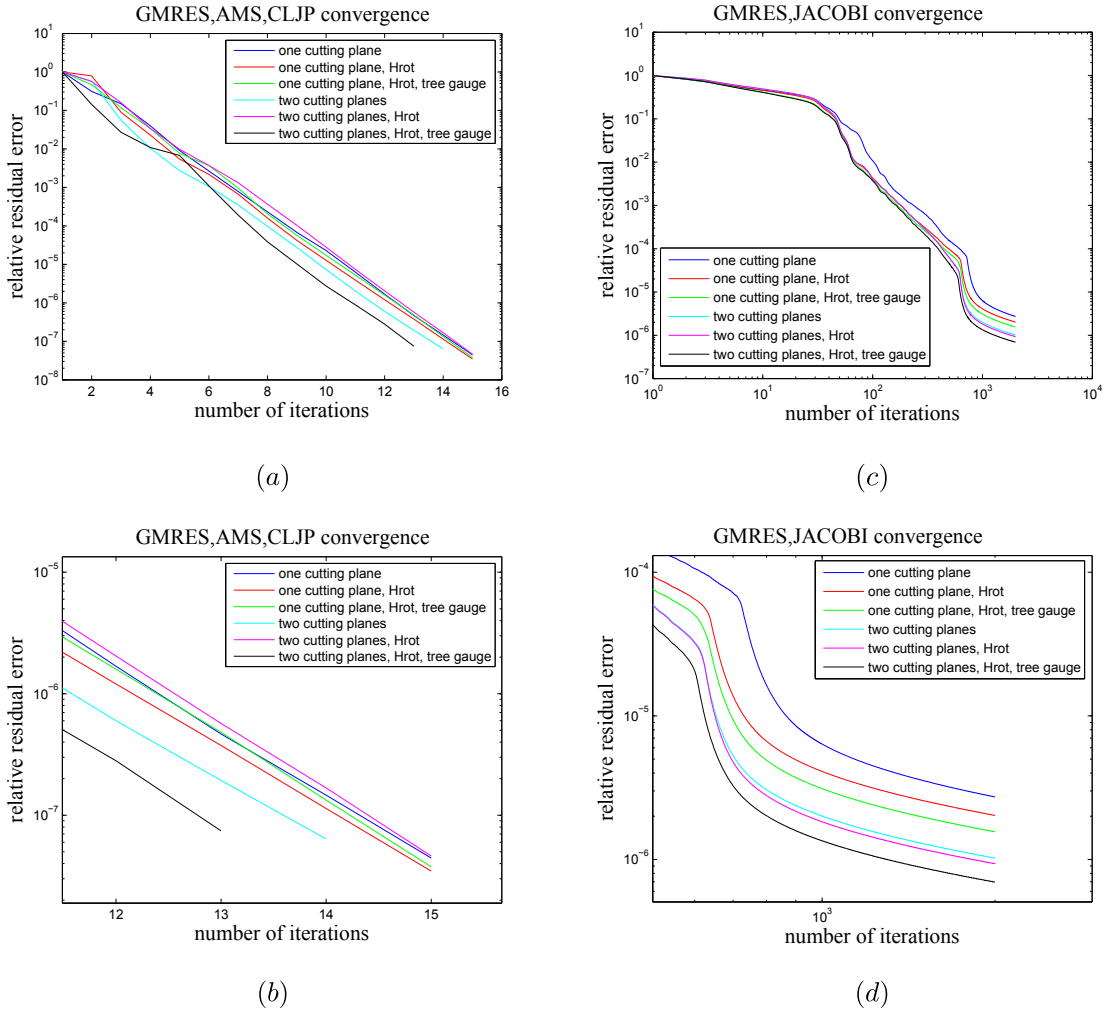 GMRES,AMS,CLJP convergence
10^1
10^0
10^-1
10^-2
10^-3
10^-4
10^-5
10^-6
10^-7
10^-8
relative residual error
one cutting plane
one cutting plane, Hrot
one cutting plane, Hrot, tree gauge
two cutting planes
two cutting planes, Hrot
two cutting planes, Hrot, tree gauge
2 4 6 8 10 12 14 16
number of iterations
(a)
GMRES,JACOBI convergence
10^1
10^0
10^-1
10^-2
10^-3
10^-4
10^-5
10^-6
10^-7
relative residual error
one cutting plane
one cutting plane, Hrot
one cutting plane, Hrot, tree gauge
two cutting planes
two cutting planes, Hrot
two cutting planes, Hrot, tree gauge
10^0 10^1 10^2 10^3 10^4
number of iterations
(c)
GMRES,AMS,CLJP convergence
10^-5
10^-6
10^-7
relative residual error
one cutting plane
one cutting plane, Hrot
one cutting plane, Hrot, tree gauge
two cutting planes
two cutting planes, Hrot
two cutting planes, Hrot, tree gauge
12 13 14 15
number of iterations
(b)
GMRES,JACOBI convergence
10^-4
10^-5
10^-6
relative residual error
one cutting plane
one cutting plane, Hrot
one cutting plane, Hrot, tree gauge
two cutting planes
two cutting planes, Hrot
two cutting planes, Hrot, tree gauge
10^3
number of iterations
(d)